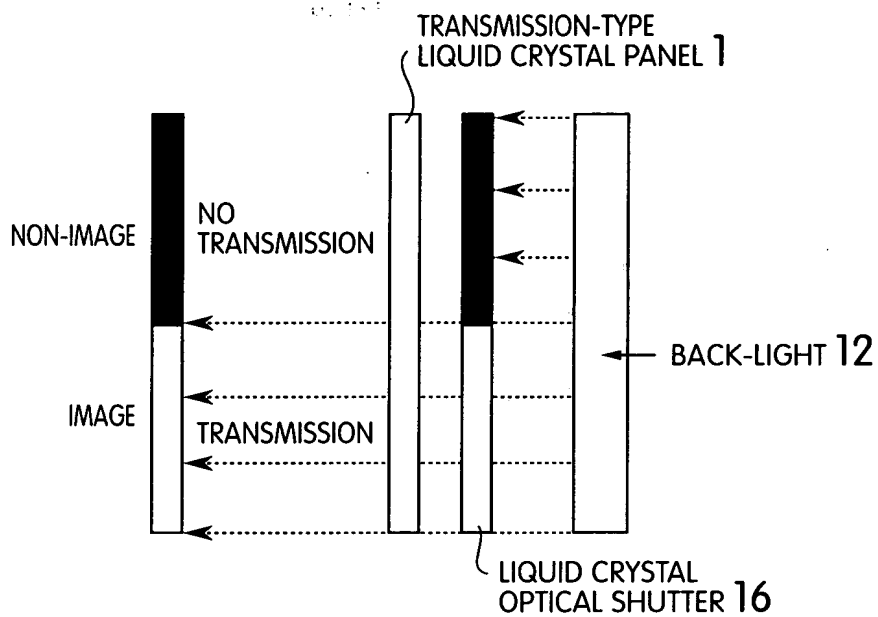 TRANSMISSION-TYPE
LIQUID CRYSTAL PANEL 1
NO
TRANSMISSION
NON-IMAGE
BACK-LIGHT 12
IMAGE
TRANSMISSION
LIQUID CRYSTAL
OPTICAL SHUTTER 16